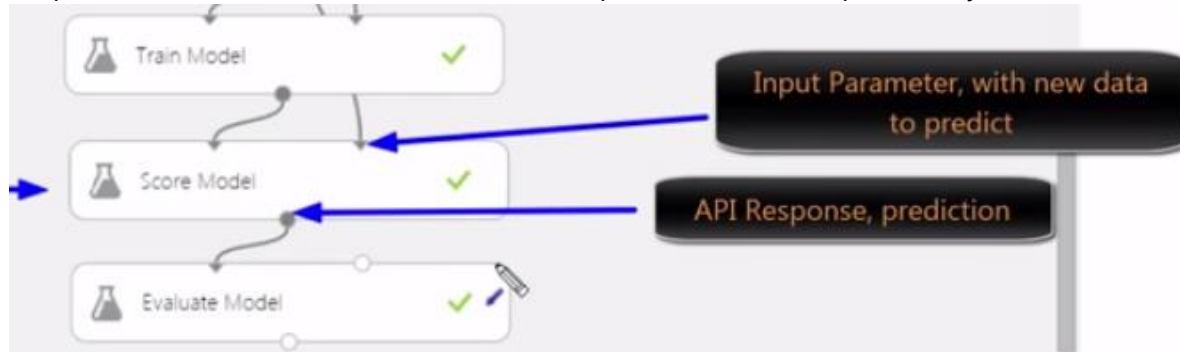 Train Model
Input Parameter, with new data
to predict
Score Model
API Response, prediction
Evaluate Model